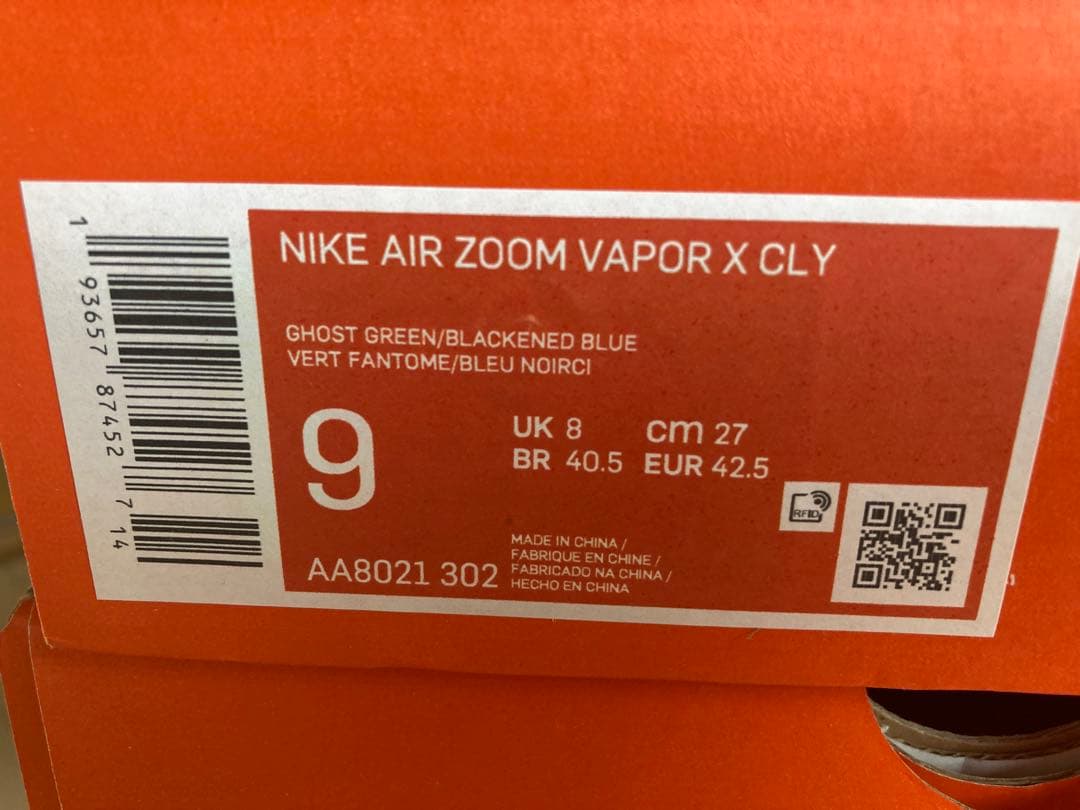 NIKE AIR ZOOM VAPOR X CLY
GHOST GREEN/BLACKENED BLUE
VERT FANTOME/BLEU NOIRCI
9
UK 8 cm 27
BR 40.5 EUR 42.5
RFID
AA8021 302
MADE IN CHINA /
FABRIQUE EN CHINE /
FABRICADO NA CHINA /
HECHO EN CHINA
1 93657 87452 7 14